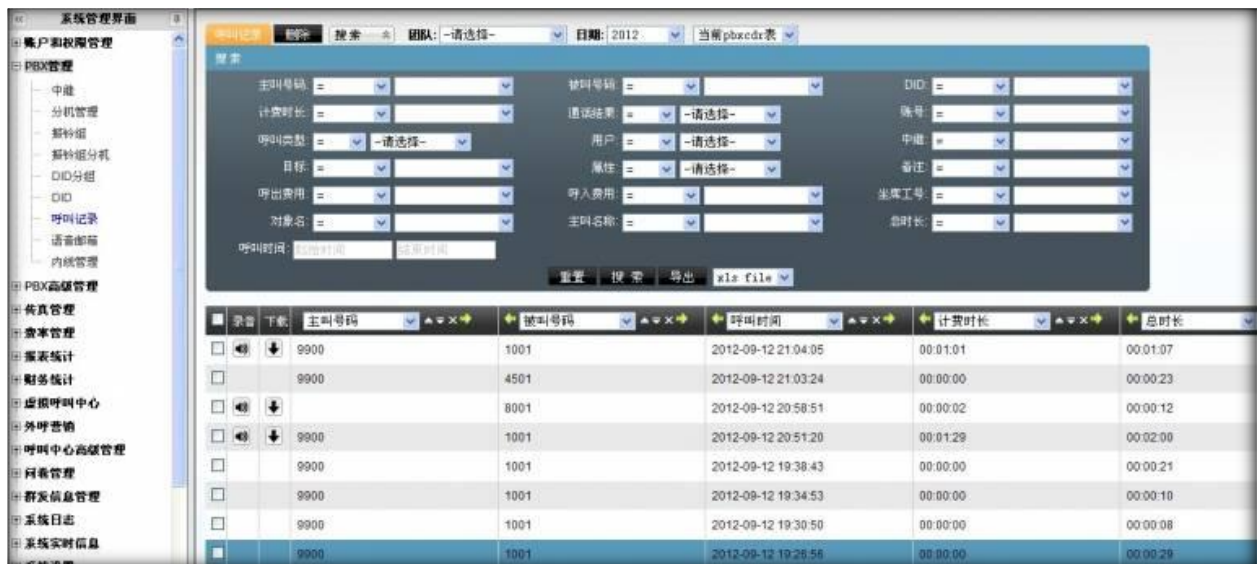 系统管理界面
账户和权限管理
PBX管理
中继
分机管理
振铃组
振铃组分机
DID分组
DID
呼叫记录
语音邮箱
内线管理
PBX高级管理
传真管理
费率管理
报表统计
财务统计
虚拟呼叫中心
外呼营销
呼叫中心高级管理
问卷管理
群发信息管理
系统日志
系统实时信息
呼叫记录 删除 搜索 团队: -请选择- 日期: 2012 当前pbxcdr表
搜索
主叫号码 = 被叫号码 = DID =
计费时长 = 通话结果 = -请选择- 账号 =
呼叫类型 = -请选择- 用户 = -请选择- 中继 =
目标 = 属性 = -请选择- 备注 =
呼出费用 = 呼入费用 = 坐席工号 =
对象名 = 主叫名称 = 总时长 =
呼叫时间: 起始时间 结束时间
重置 搜索 导出 xls file
录音 下载 主叫号码 被叫号码 呼叫时间 计费时长 总时长
9900 1001 2012-09-12 21:04:05 00:01:01 00:01:07
9900 4501 2012-09-12 21:03:24 00:00:00 00:00:23
8001 2012-09-12 20:58:51 00:00:02 00:00:12
9900 1001 2012-09-12 20:51:20 00:01:29 00:02:00
9900 1001 2012-09-12 19:38:43 00:00:00 00:00:21
9900 1001 2012-09-12 19:34:53 00:00:00 00:00:10
9900 1001 2012-09-12 19:30:50 00:00:00 00:00:08
9900 1001 2012-09-12 19:26:56 00:00:00 00:00:29